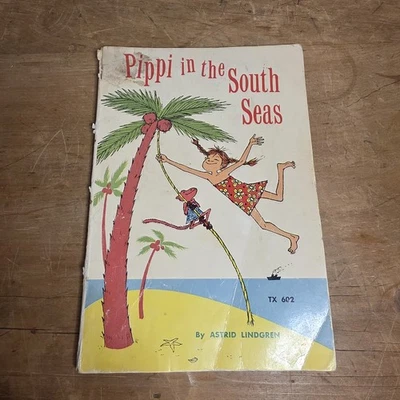 Pippi in the
South
Seas
TX 602
By ASTRID LINDGREN